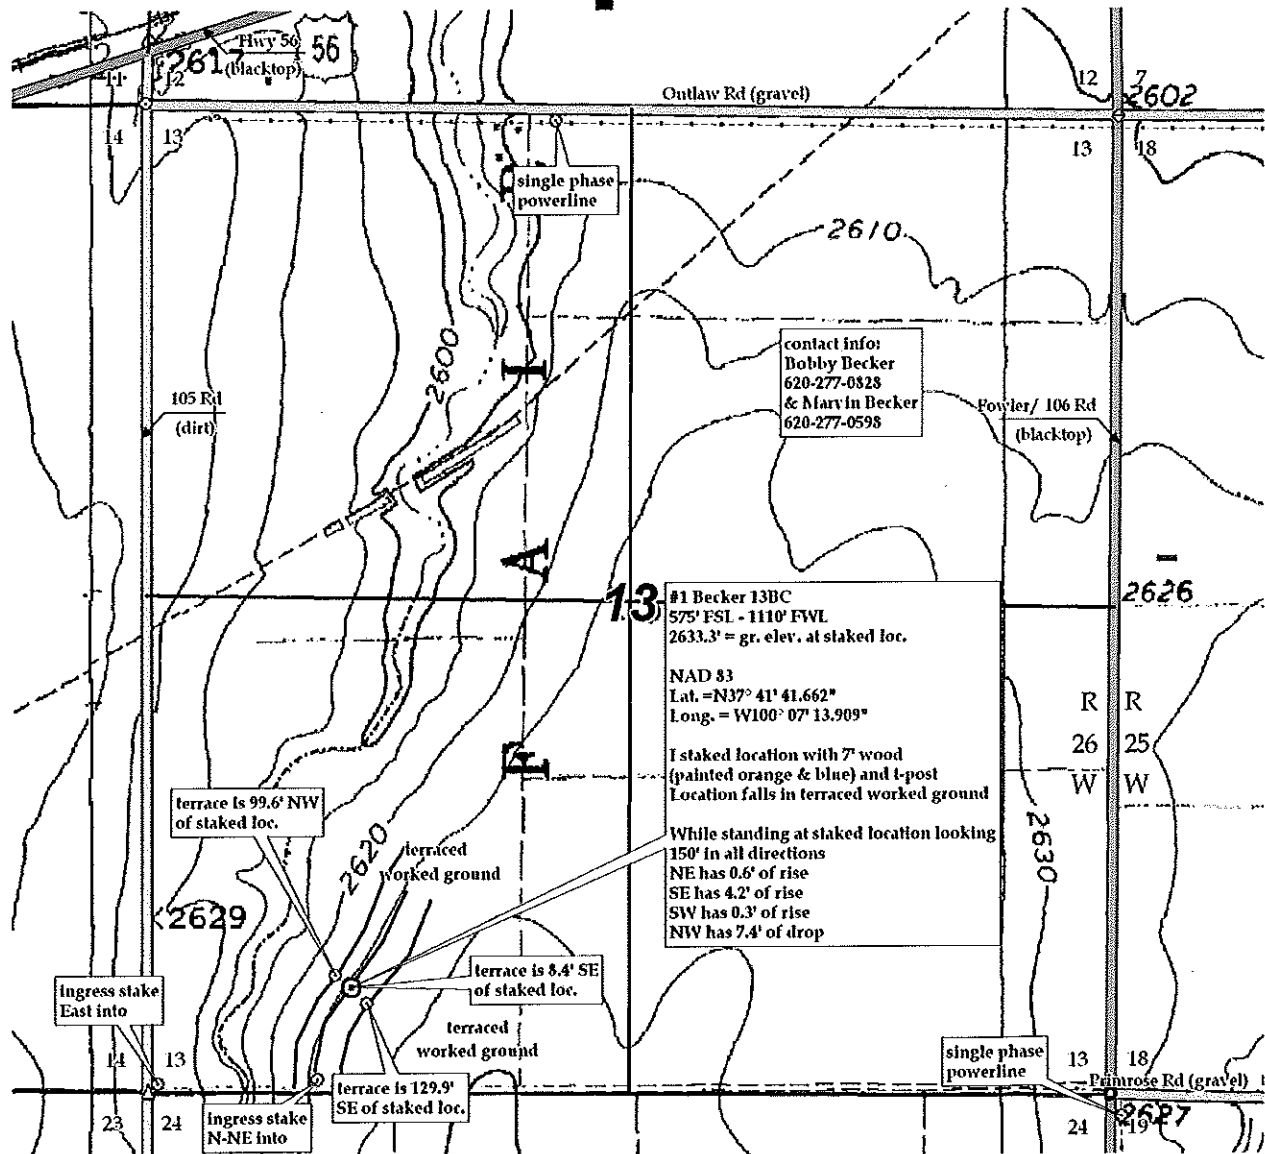 Hwy 56
(blacktop)
56
2617
11
12
Outlaw Rd (gravel)
12
7
2602
14
13
13
18
single phase
powerline
2610
2600
contact info:
Bobby Becker
620-277-0828
& Marvin Becker
620-277-0598
105 Rd
(dirt)
Fowler/ 106 Rd
(blacktop)
I
A
13
2626
#1 Becker 13BC
575' FSL - 1110' FWL
2633.3' = gr. elev. at staked loc.
NAD 83
Lat. =N37° 41' 41.662"
Long. = W100° 07' 13.909"
I staked location with 7' wood
(painted orange & blue) and t-post
Location falls in terraced worked ground
While standing at staked location looking
150' in all directions
NE has 0.6' of rise
SE has 4.2' of rise
SW has 0.3' of rise
NW has 7.4' of drop
R
R
26
25
W
W
terrace is 99.6' NW
of staked loc.
2620
terraced
worked ground
2630
2629
terrace is 8.4' SE
of staked loc.
ingress stake
East into
terraced
worked ground
14
13
single phase
powerline
13
18
Primrose Rd (gravel)
terrace is 129.9'
SE of staked loc.
ingress stake
N-NE into
23
24
24
19
2627